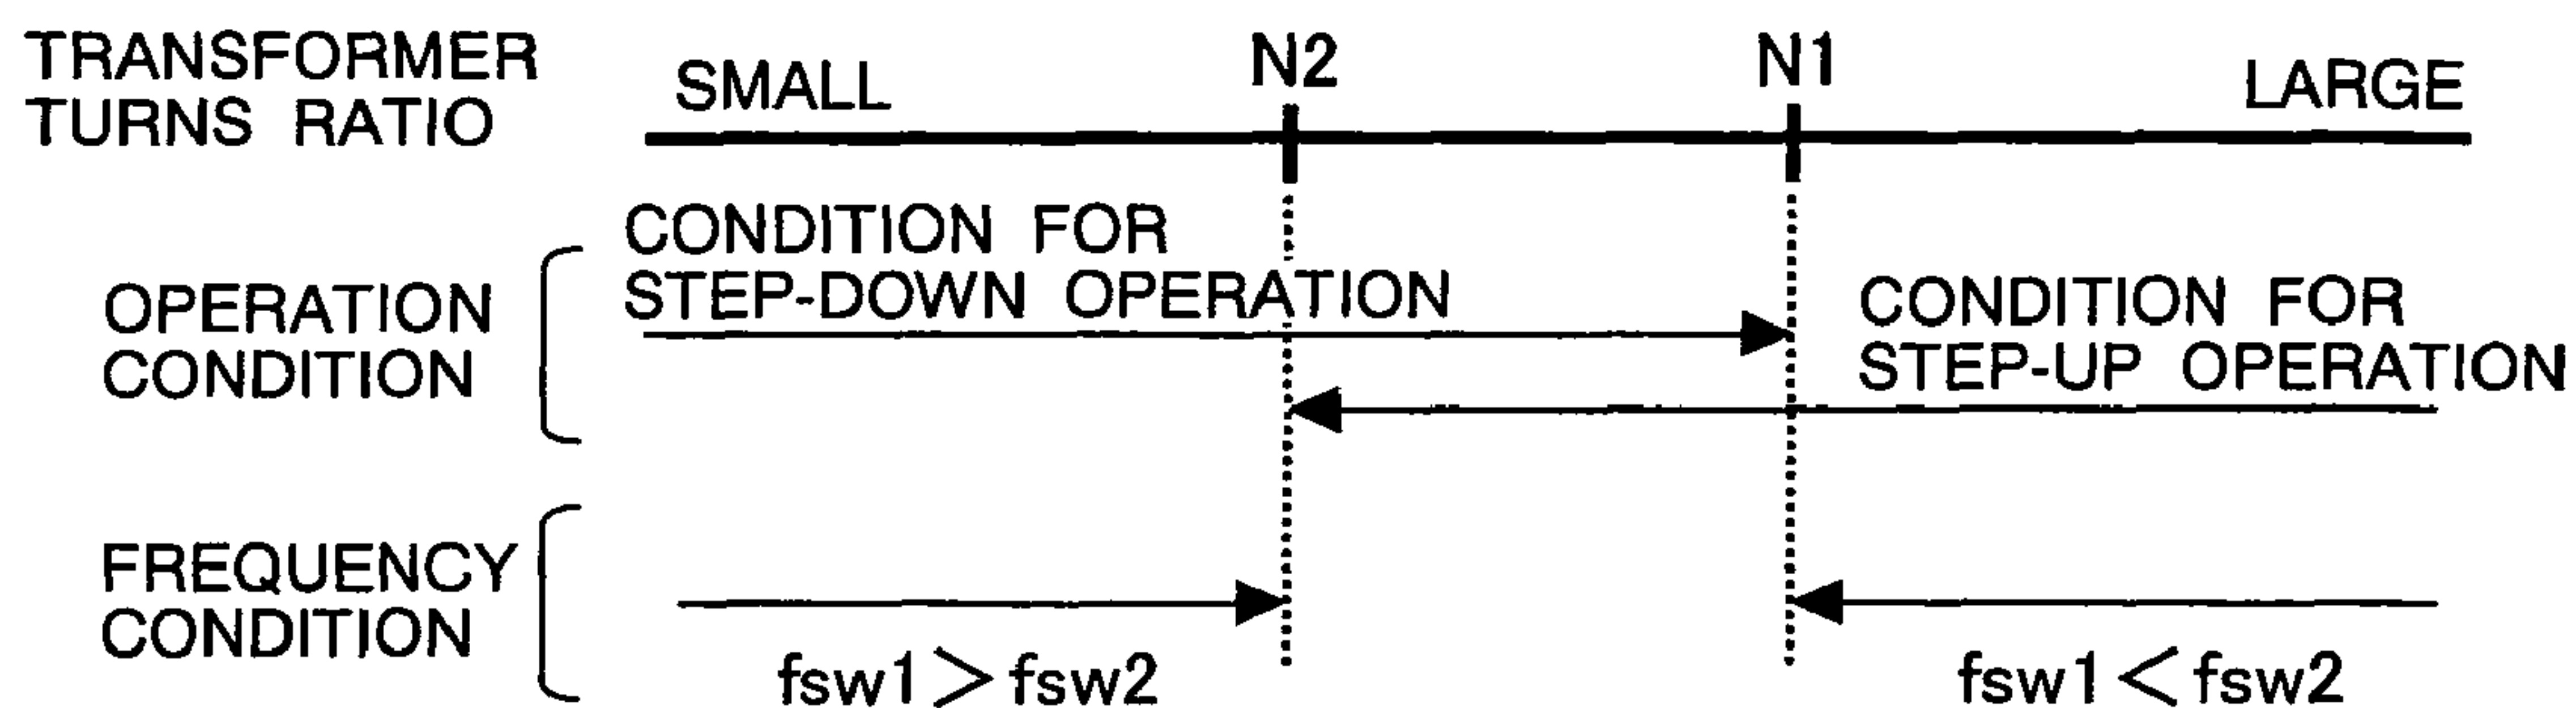 TRANSFORMER
TURNS RATIO
SMALL
N2
N1
LARGE
CONDITION FOR
STEP-DOWN OPERATION
OPERATION
CONDITION
CONDITION FOR
STEP-UP OPERATION
FREQUENCY
CONDITION
fsw1>fsw2
fsw1<fsw2